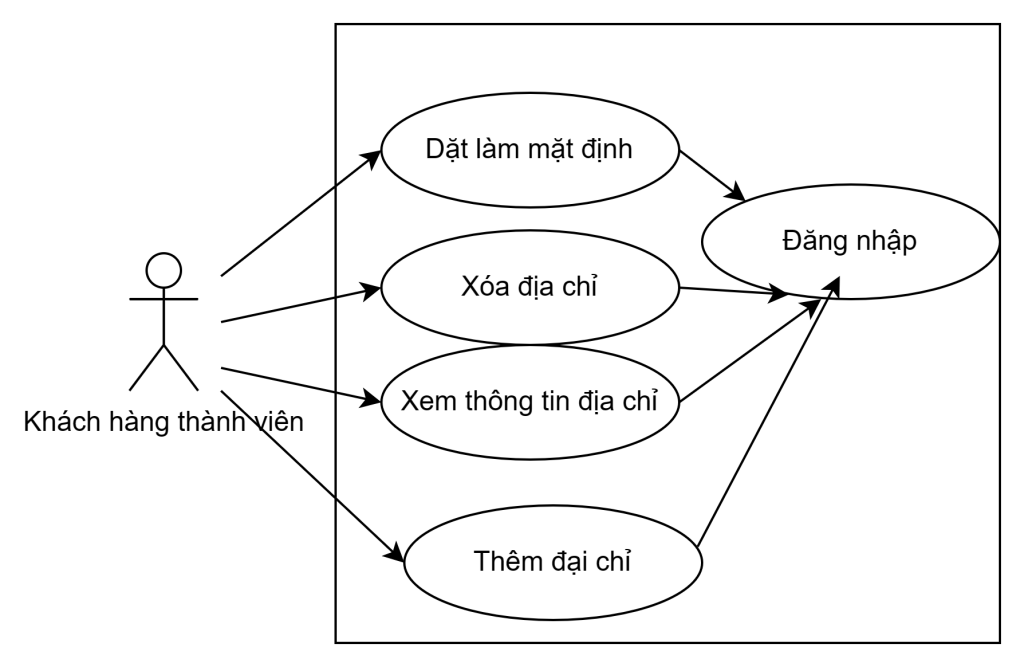 Dặt làm mặt định
Đăng nhập
Xóa địa chỉ
Xem thông tin địa chỉ
Khách hàng thành viên
Thêm đại chỉ